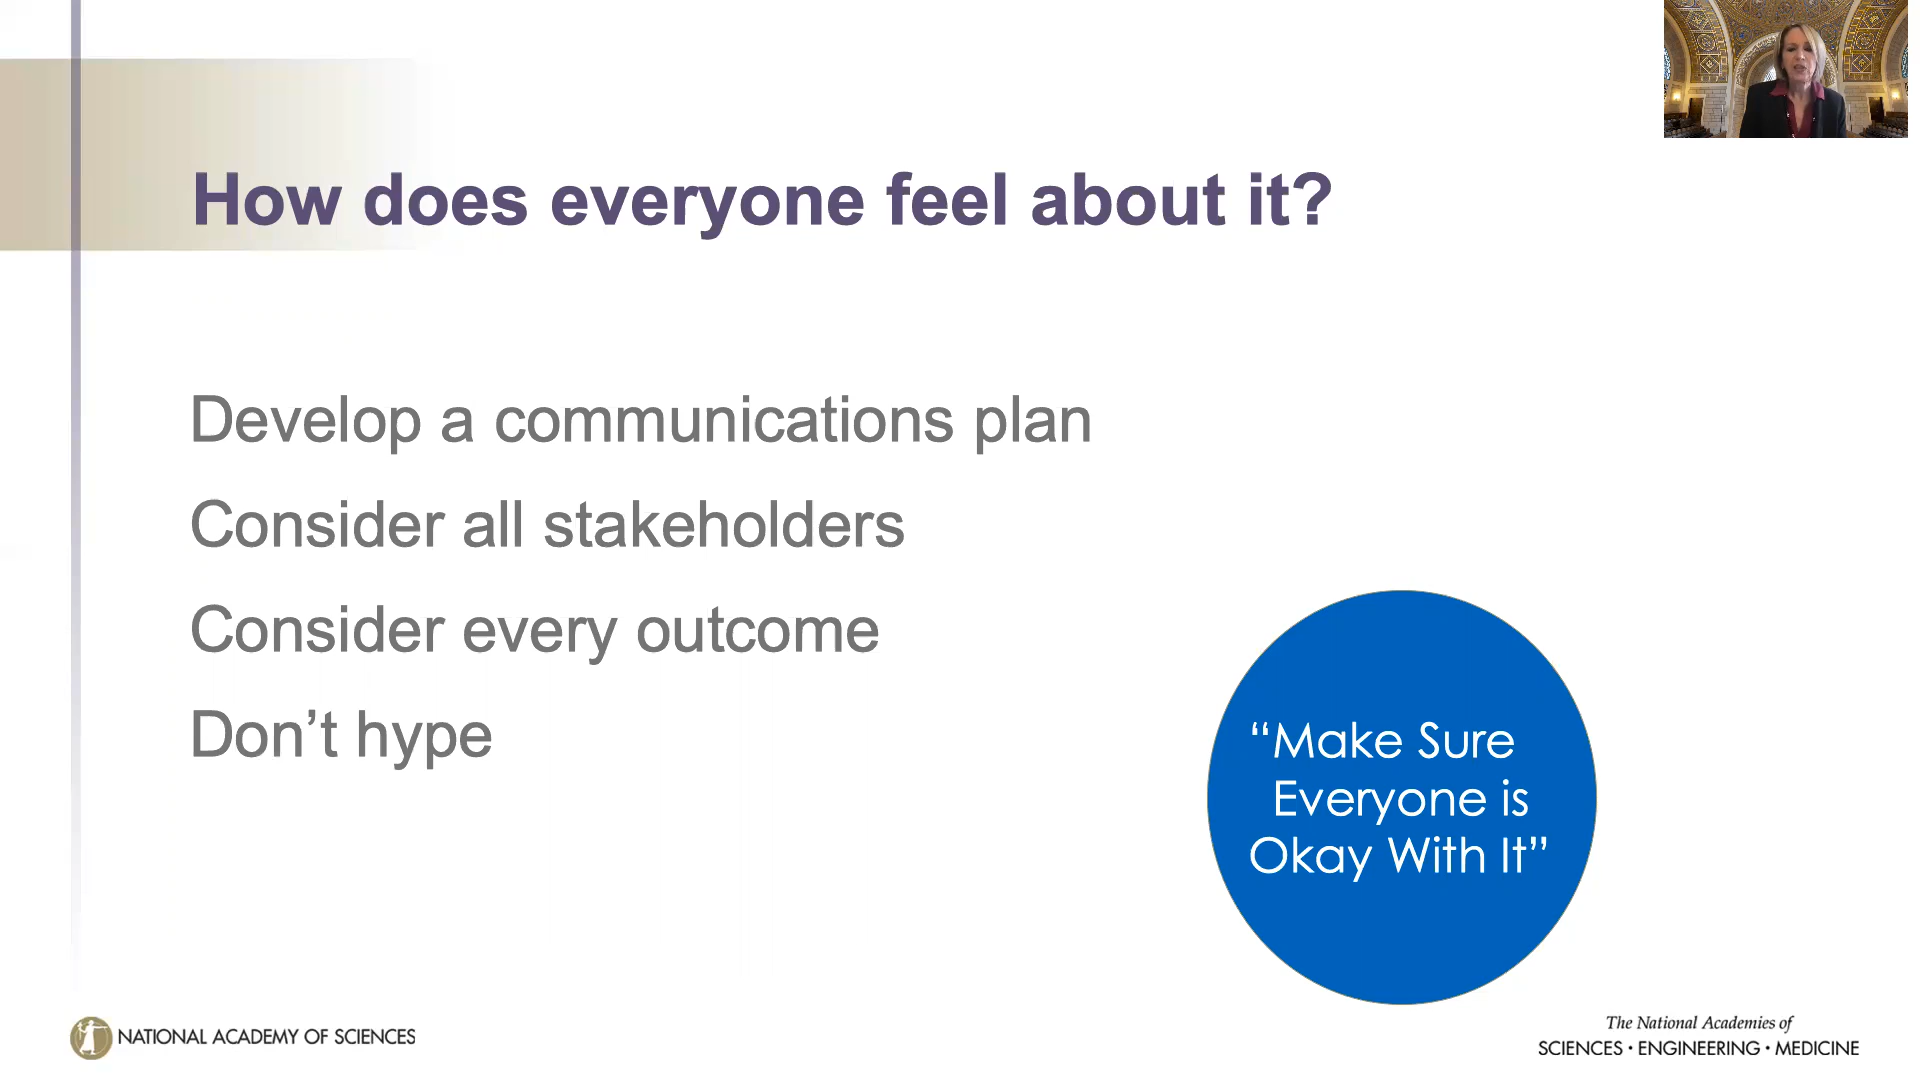 How does everyone feel about it?
Develop a communications plan
Consider all stakeholders
Consider every outcome
Don’t hype
“Make Sure
Everyone is
Okay With It”
NATIONAL ACADEMY OF SCIENCES
The National Academies of
SCIENCES • ENGINEERING • MEDICINE